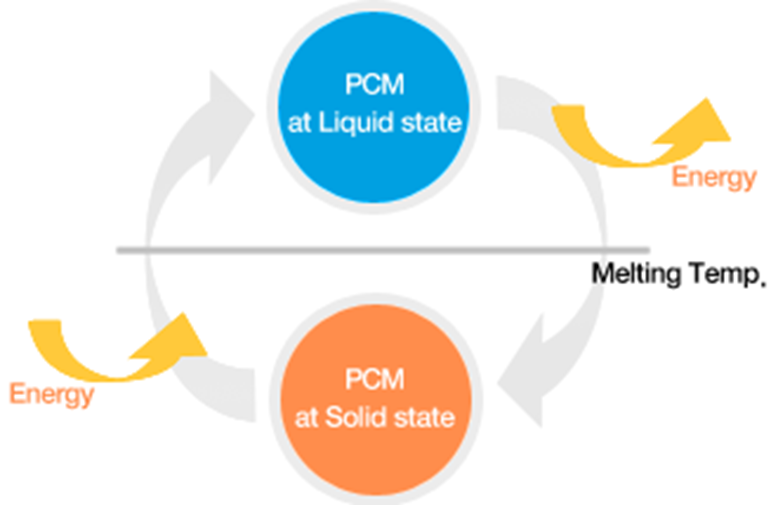 PCM
at Liquid state
Energy
Melting Temp.
PCM
at Solid state
Energy